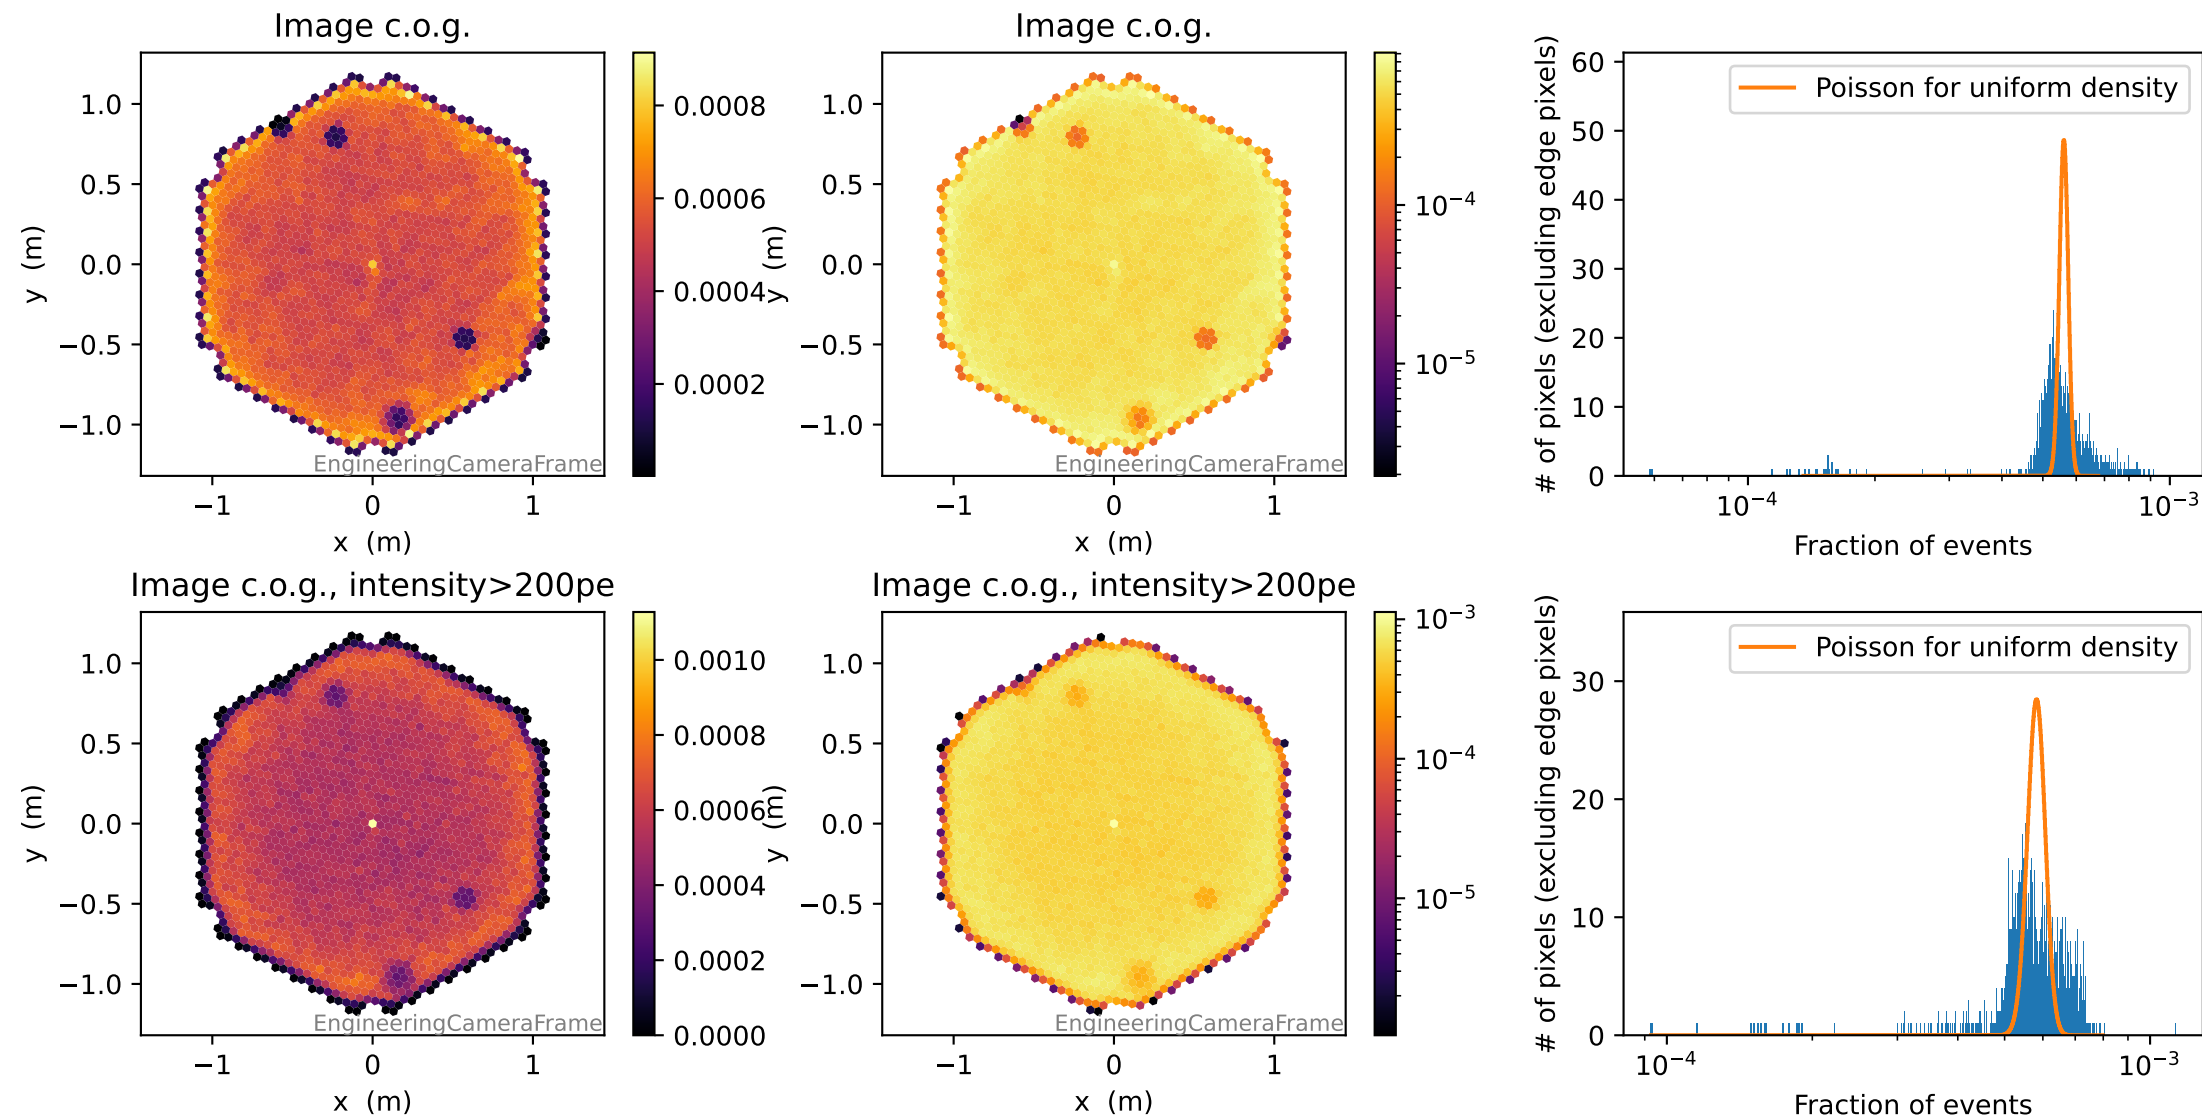 Image c.o.g.
1.0
0.5
0.0
−0.5
−1.0
y (m)
−1
0
1
x (m)
EngineeringCameraFrame
0.0008
0.0006
0.0004
0.0002
Image c.o.g.
1.0
0.5
0.0
−0.5
−1.0
y (m)
−1
0
1
x (m)
EngineeringCameraFrame
10⁻⁴
10⁻⁵
60
50
40
30
20
10
0
# of pixels (excluding edge pixels)
Poisson for uniform density
10⁻⁴
10⁻³
Fraction of events
Image c.o.g., intensity>200pe
1.0
0.5
0.0
−0.5
−1.0
y (m)
−1
0
1
x (m)
EngineeringCameraFrame
0.0010
0.0008
0.0006
0.0004
0.0002
0.0000
Image c.o.g., intensity>200pe
1.0
0.5
0.0
−0.5
−1.0
y (m)
−1
0
1
x (m)
EngineeringCameraFrame
10⁻³
10⁻⁴
10⁻⁵
30
20
10
0
# of pixels (excluding edge pixels)
Poisson for uniform density
10⁻⁴
10⁻³
Fraction of events